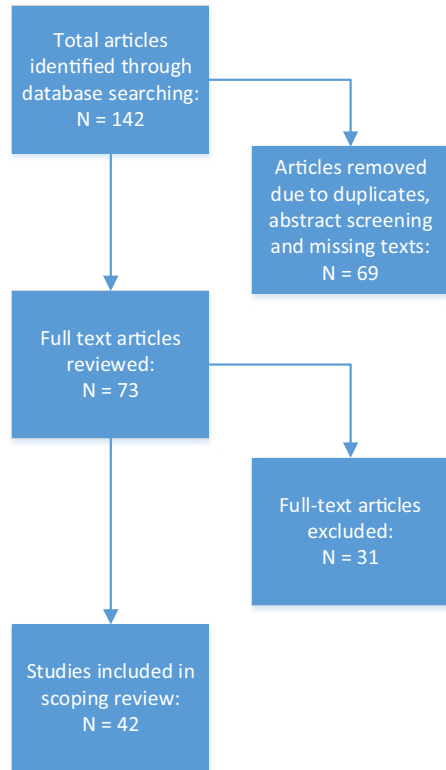 Total articles
identified through
database searching:
N = 142
Articles removed
due to duplicates,
abstract screening
and missing texts:
N = 69
Full text articles
reviewed:
N = 73
Full-text articles
excluded:
N = 31
Studies included in
scoping review:
N = 42